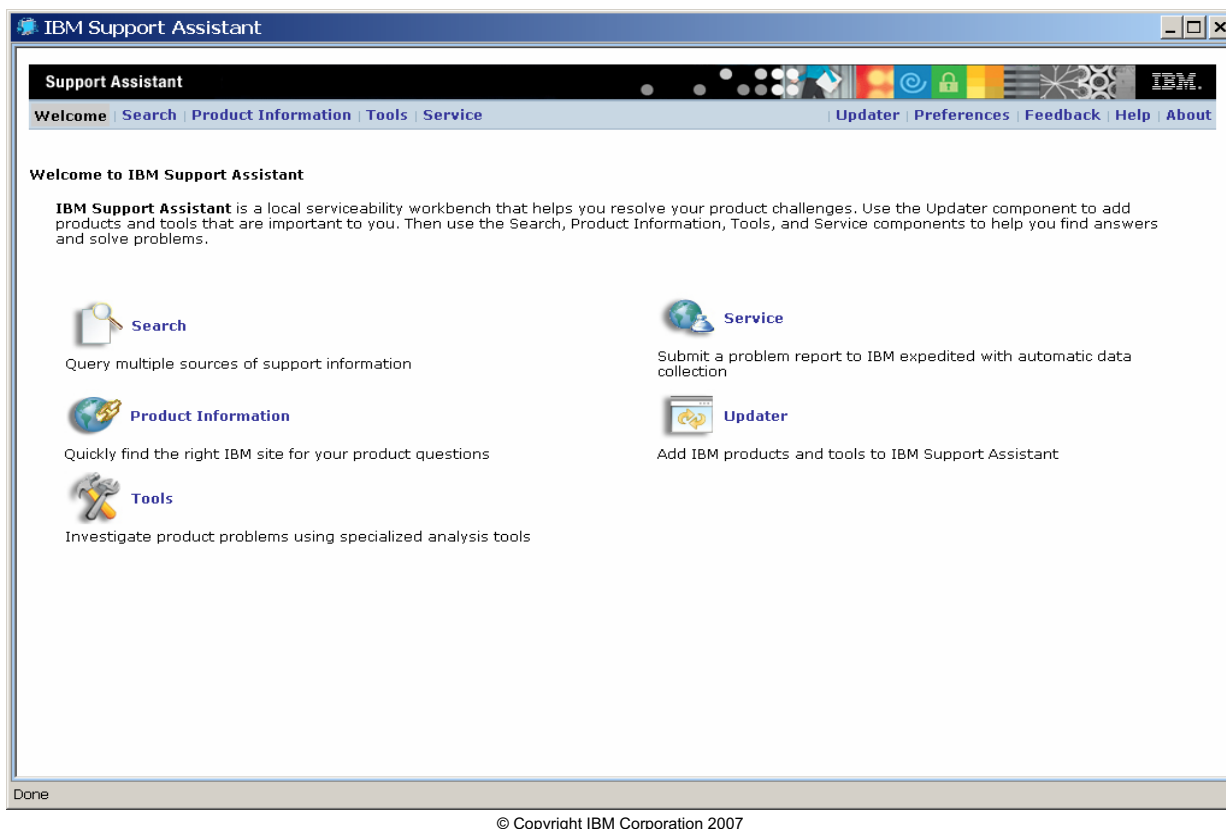 IBM Support Assistant
Support Assistant
IBM.
Welcome | Search | Product Information | Tools | Service | Updater | Preferences | Feedback | Help | About
Welcome to IBM Support Assistant
IBM Support Assistant is a local serviceability workbench that helps you resolve your product challenges. Use the Updater component to add
products and tools that are important to you. Then use the Search, Product Information, Tools, and Service components to help you find answers
and solve problems.
Search
Query multiple sources of support information
Service
Submit a problem report to IBM expedited with automatic data
collection
Product Information
Quickly find the right IBM site for your product questions
Updater
Add IBM products and tools to IBM Support Assistant
Tools
Investigate product problems using specialized analysis tools
Done
© Copyright IBM Corporation 2007